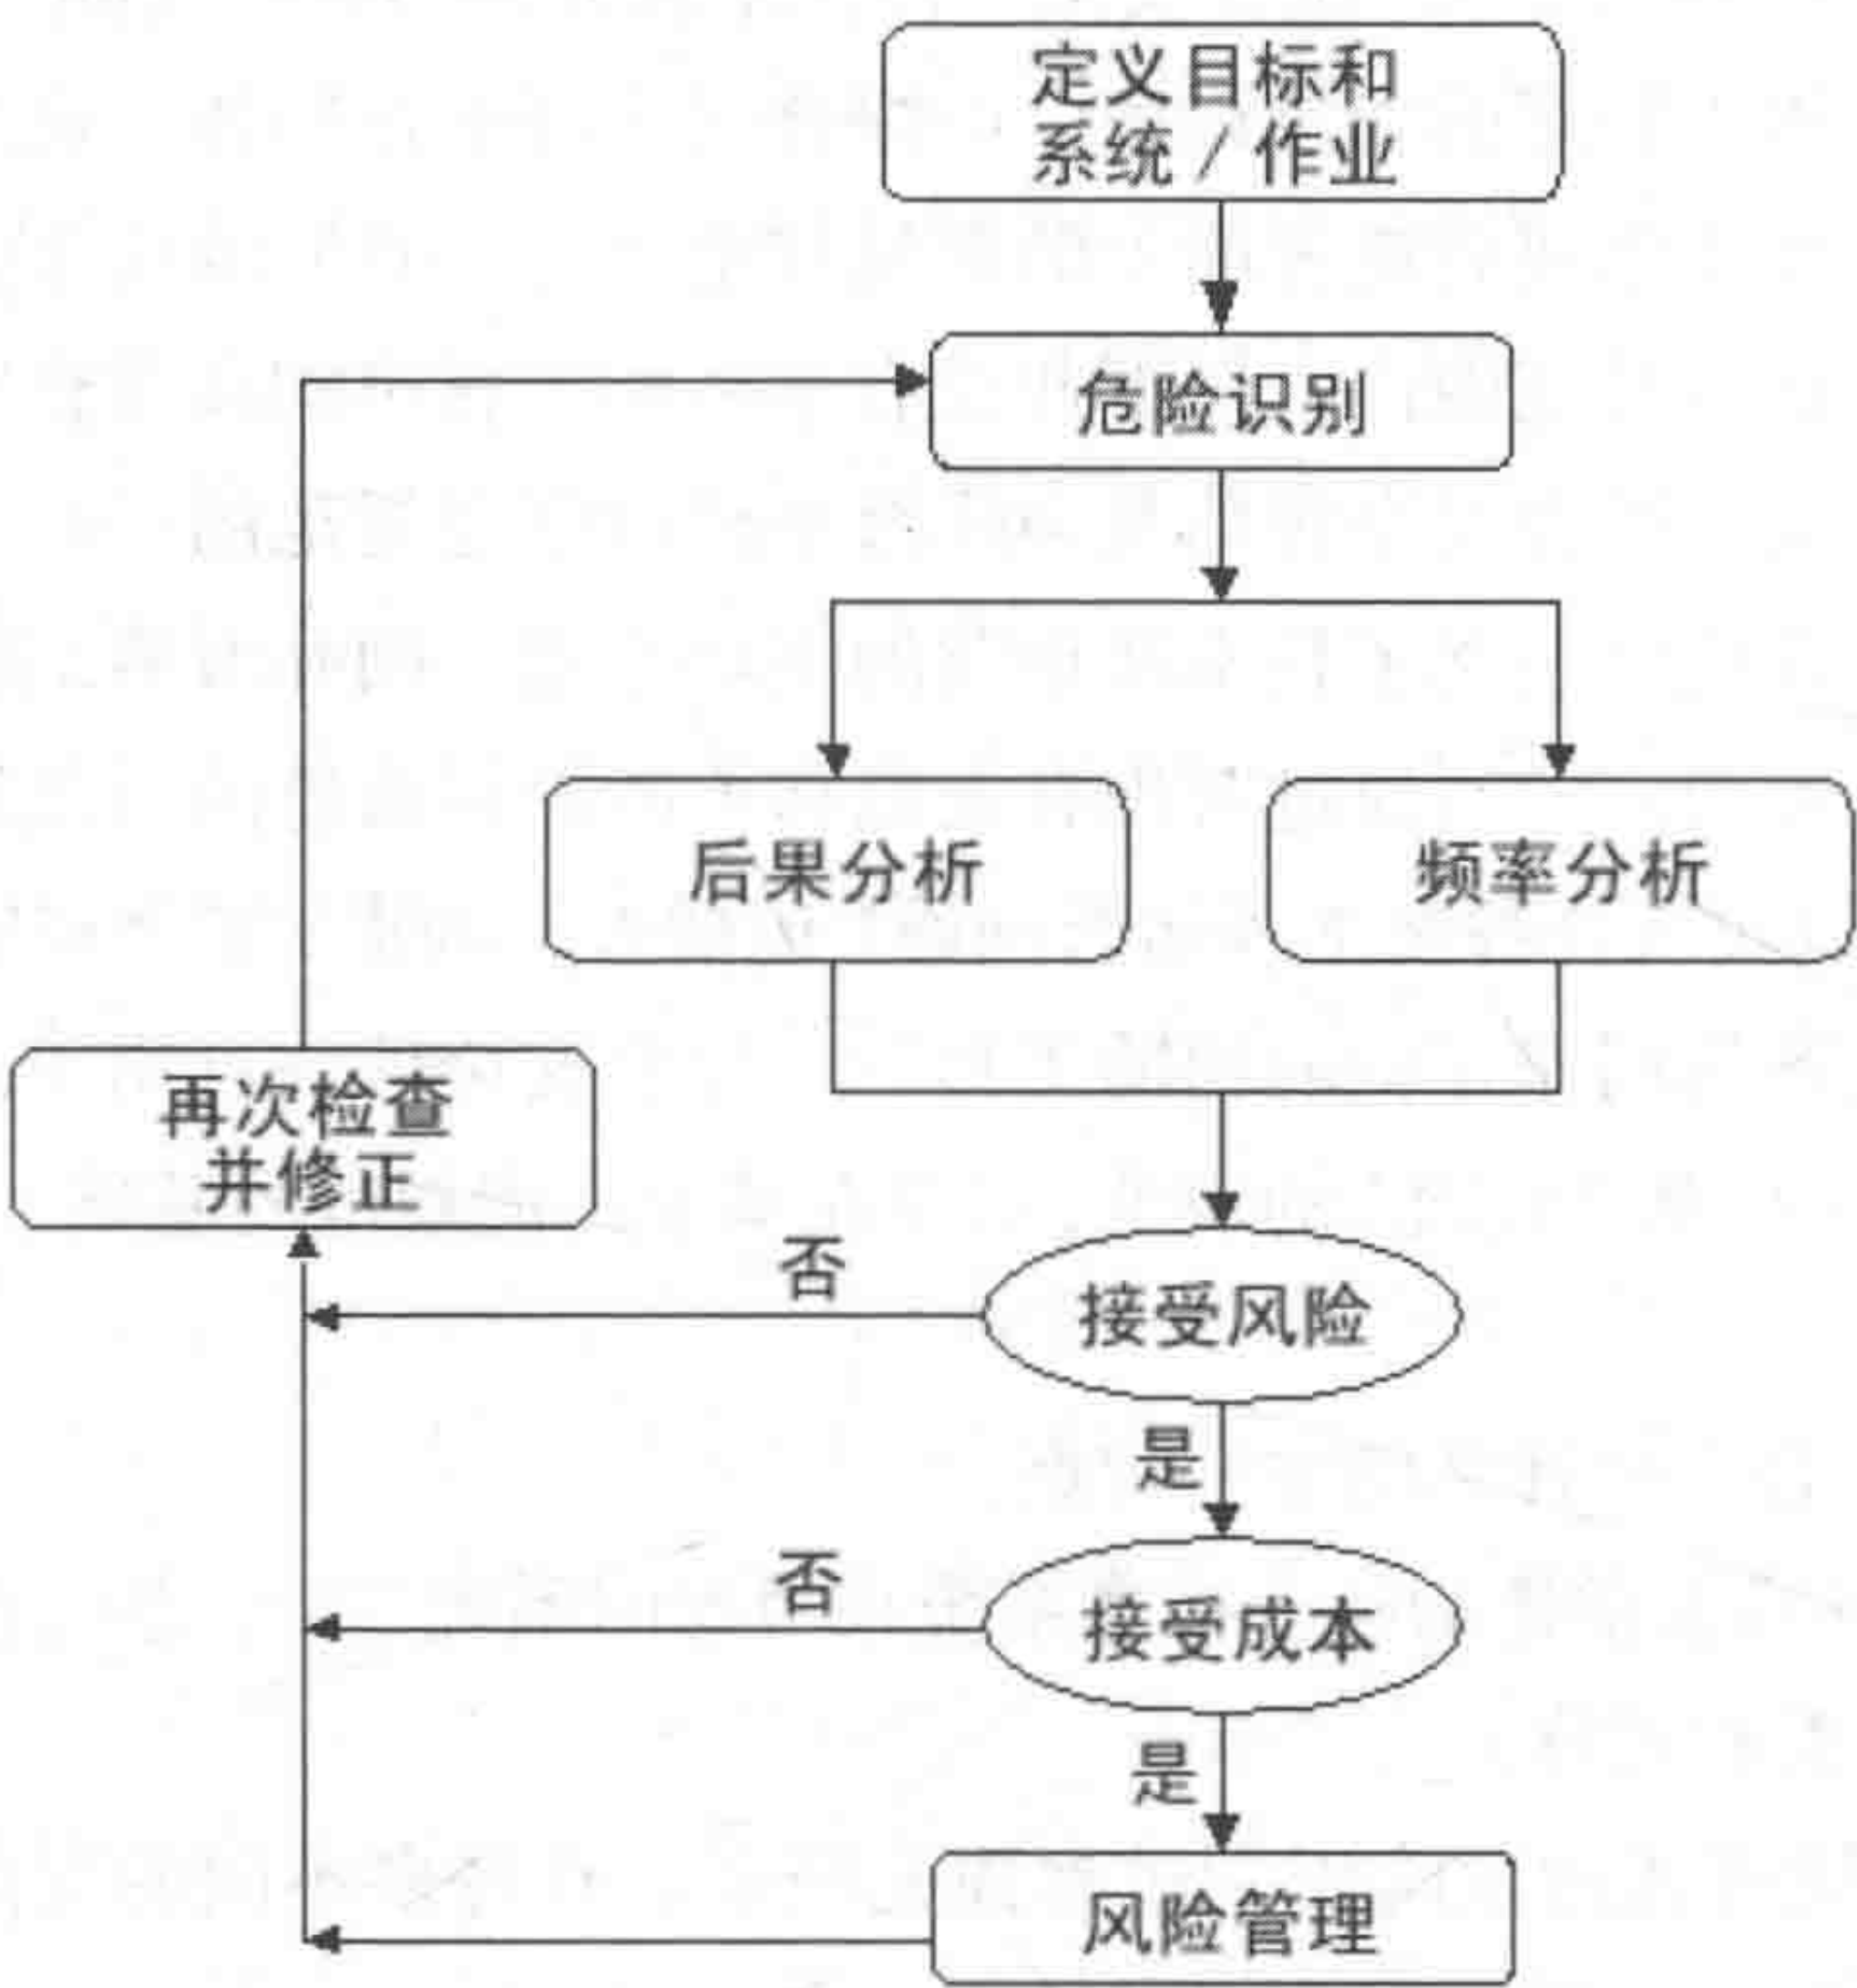 定义目标和
系统/作业
危险识别
后果分析
频率分析
再次检查
并修正
否
接受风险
是
否
接受成本
是
风险管理